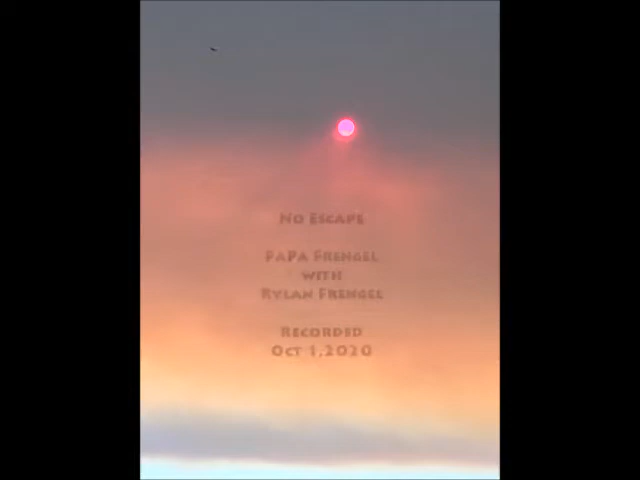 No Escape
PaPa Frengel
with
Rylan Frengel
Recorded
Oct 1,2020